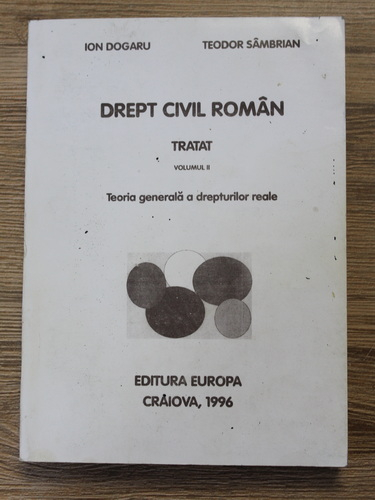 ION DOGARU TEODOR SÂMBRIAN
DREPT CIVIL ROMÂN
TRATAT
VOLUMUL II
Teoria generală a drepturilor reale
EDITURA EUROPA
CRAIOVA, 1996